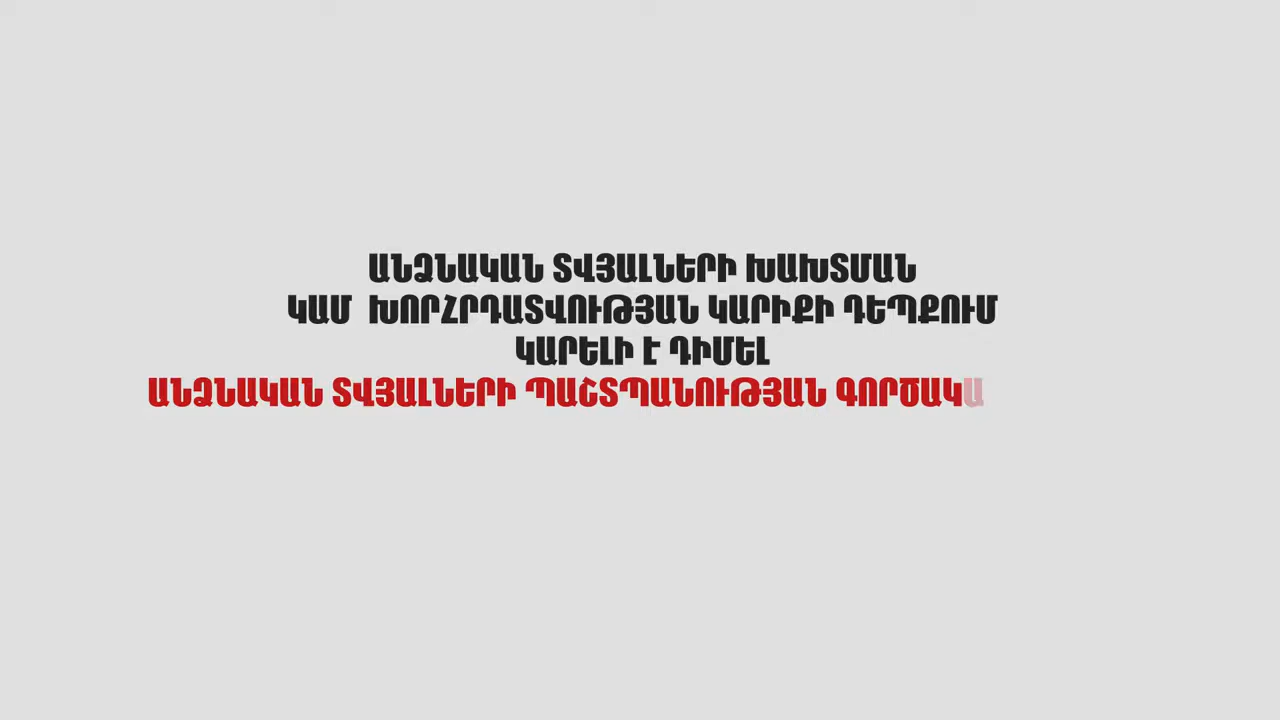 ԱՆՁՆԱԿԱՆ ՏՎՅԱԼՆԵՐԻ ԽԱԽՏՄԱՆ
ԿԱՄ ԽՈՐՀՐԴԱՏՎՈՒԹՅԱՆ ԿԱՐԻՔԻ ԴԵՊՔՈՒՄ
ԿԱՐԵԼԻ Է ԴԻՄԵԼ
ԱՆՁՆԱԿԱՆ ՏՎՅԱԼՆԵՐԻ ՊԱՇՏՊԱՆՈՒԹՅԱՆ ԳՈՐԾԱԿԱ